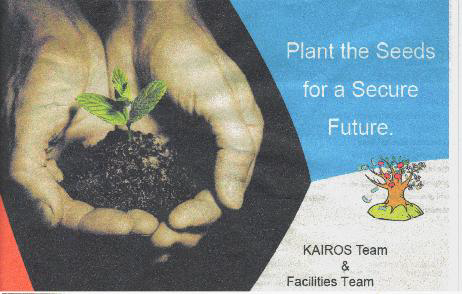 Plant the Seeds
for a Secure
Future.
KAIROS Team
&
Facilities Team